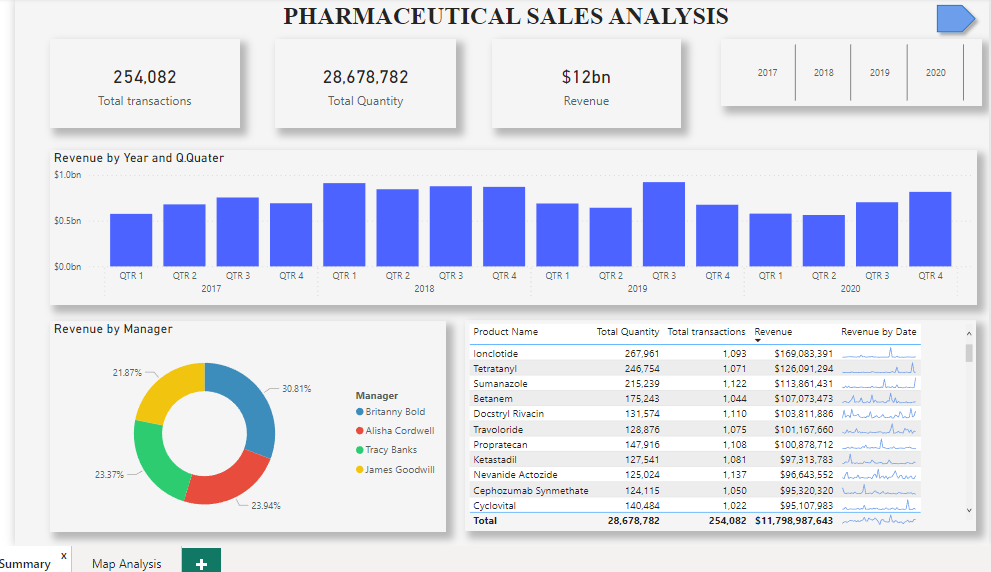 PHARMACEUTICAL SALES ANALYSIS
254,082
Total transactions
28,678,782
Total Quantity
$12bn
Revenue
2017 2018 2019 2020
Revenue by Year and Q.Quater
$1.0bn
$0.5bn
$0.0bn
QTR 1 QTR 2 QTR 3 QTR 4 QTR 1 QTR 2 QTR 3 QTR 4 QTR 1 QTR 2 QTR 3 QTR 4 QTR 1 QTR 2 QTR 3 QTR 4
2017 2018 2019 2020
Revenue by Manager
21.87%
30.81%
23.37%
23.94%
Manager
Britanny Bold
Alisha Cordwell
Tracy Banks
James Goodwill
Product Name Total Quantity Total transactions Revenue Revenue by Date
Ionclotide 267,961 1,093 $169,083,391
Tetratanyl 246,754 1,071 $126,091,294
Sumanazole 215,239 1,122 $113,861,431
Betanem 175,243 1,044 $107,073,473
Docstryl Rivacin 131,574 1,110 $103,811,886
Travoloride 128,876 1,075 $101,167,660
Propratecan 147,916 1,108 $100,878,712
Ketastadil 127,541 1,081 $97,313,783
Nevanide Actozide 125,024 1,137 $96,643,552
Cephozumab Synmethate 124,115 1,050 $95,320,320
Cyclovital 140,484 1,022 $95,107,983
Total 28,678,782 254,082 $11,798,987,643
Summary x Map Analysis +